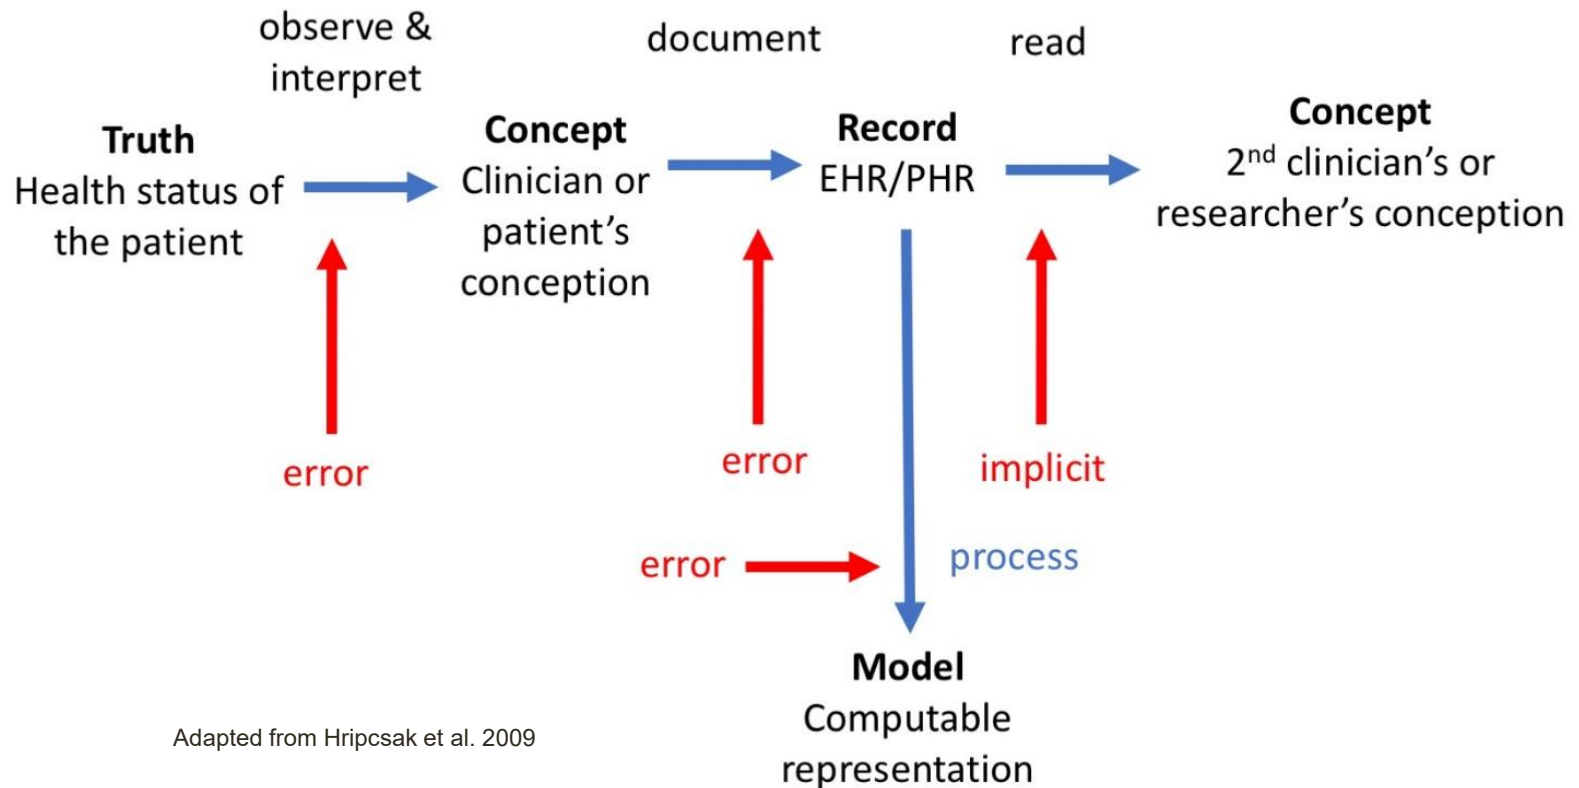 observe &
interpret
document
read
Truth
Health status of
the patient
Concept
Clinician or
patient’s
conception
Record
EHR/PHR
Concept
2nd clinician’s or
researcher’s conception
error
error
implicit
error
process
Model
Computable
representation
Adapted from Hripcsak et al. 2009